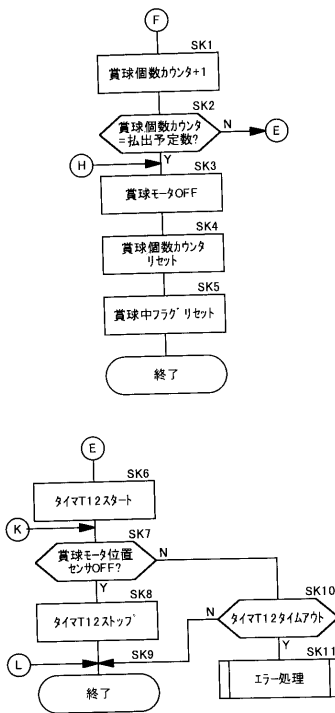 F
SK1
賞球個数カウンタ+1
SK2
賞球個数カウンタ
=払出予定数?
N
E
Y
H
SK3
賞球モータOFF
SK4
賞球個数カウンタ
リセット
SK5
賞球中フラグリセット
終了
E
SK6
タイマT12スタート
K
SK7
賞球モータ位置
センサOFF?
N
Y
SK8
タイマT12ストップ
SK10
タイマT12タイムアウト
N
Y
L
SK9
SK11
エラー処理
終了